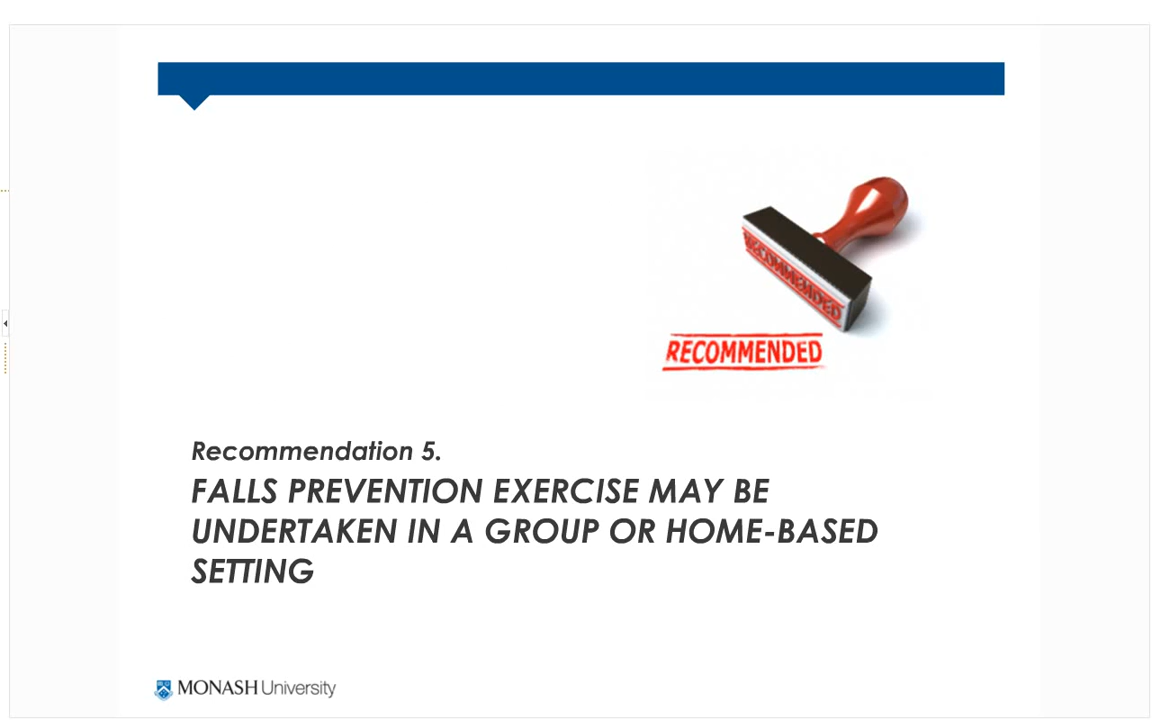 RECOMMENDED
RECOMMENDED
Recommendation 5.
FALLS PREVENTION EXERCISE MAY BE
UNDERTAKEN IN A GROUP OR HOME-BASED
SETTING
MONASH University